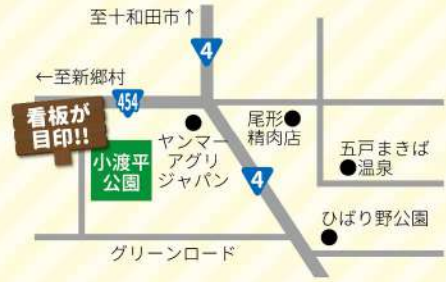 至十和田市↑
4
←至新郷村
454
看板が
目印!!
小渡平
公園
ヤンマー
アグリ
ジャパン
尾形
精肉店
4
五戸まきば
温泉
ひばり野公園
グリーンロード